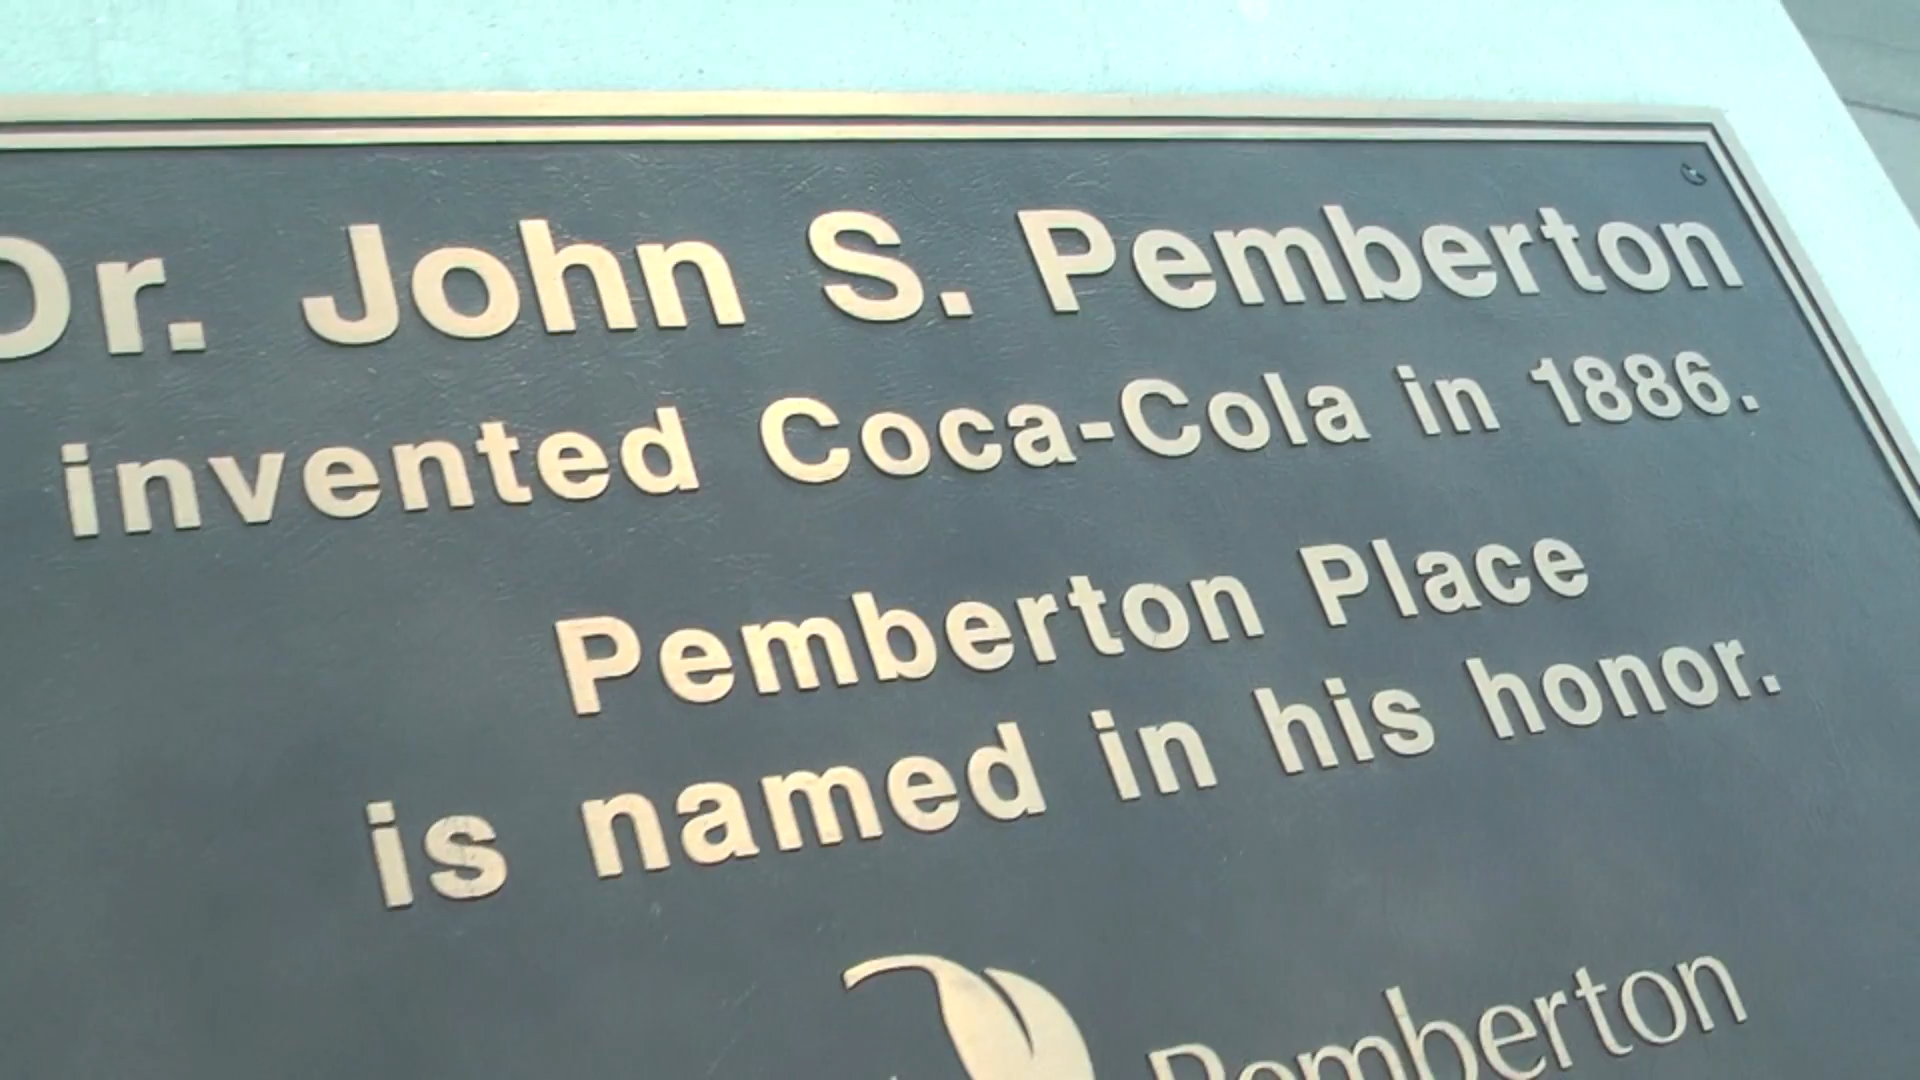 Dr. John S. Pemberton
invented Coca-Cola in 1886.
Pemberton Place
is named in his honor.
Pemberton